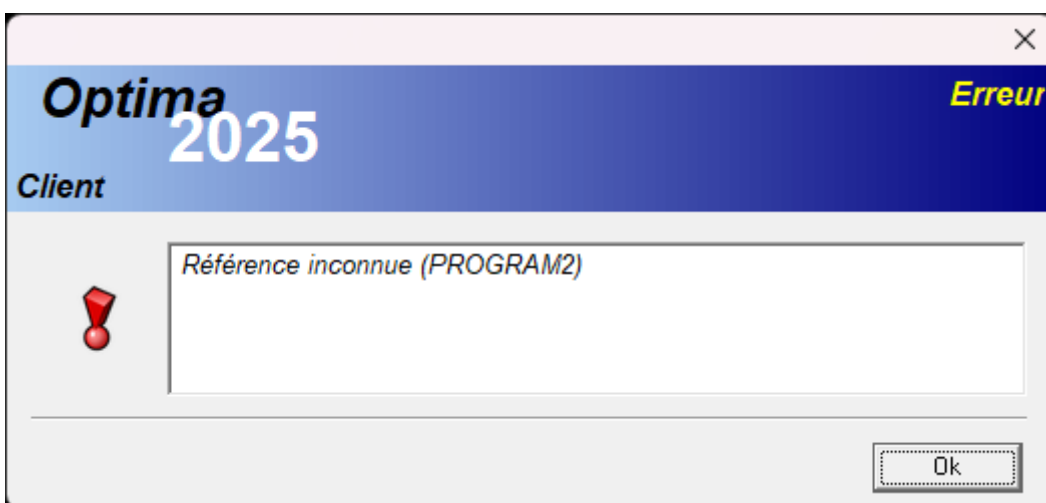 Optima
2025
Erreur
Client
Référence inconnue (PROGRAM2)
Ok